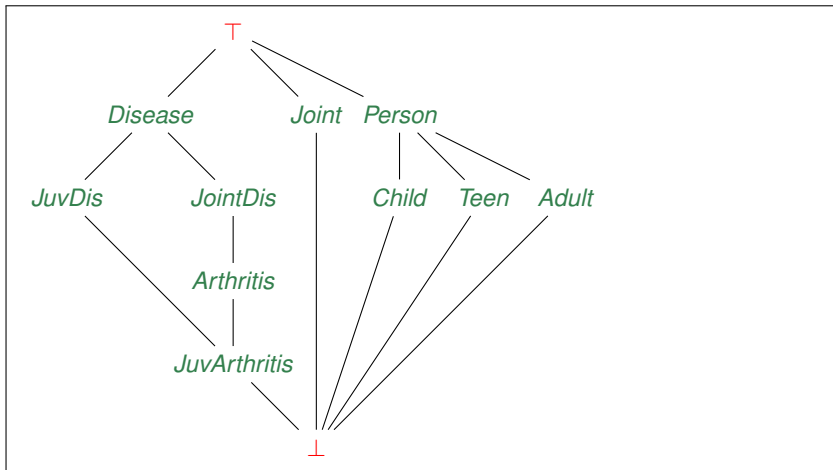 ⊤
Disease Joint Person
JuvDis JointDis Child Teen Adult
Arthritis
JuvArthritis
⊥